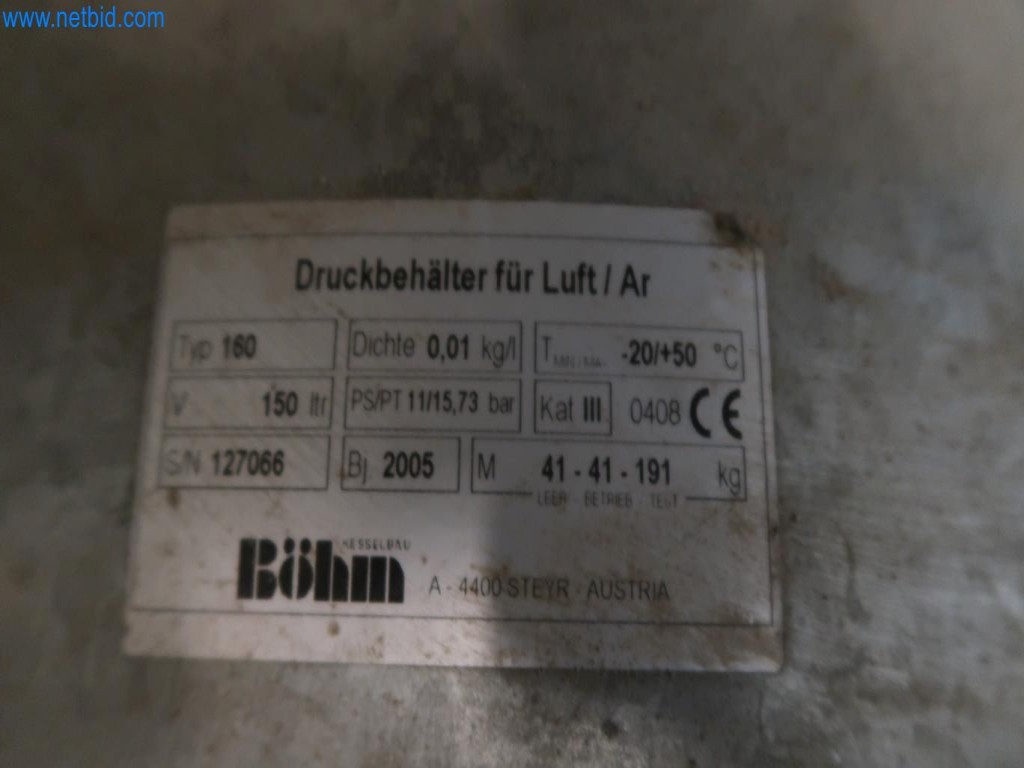 www.netbid.com
Druckbehälter für Luft / Ar
Typ 160 Dichte 0,01 kg/l T MIN./MAX. -20/+50 °C
V 150 ltr PS/PT 11/15,73 bar Kat III 0408 CE
S/N 127066 Bj 2005 M 41 - 41 - 191 kg
LEER - BETRIEB - TEST
KESSELBAU
Böhm A - 4400 STEYR - AUSTRIA